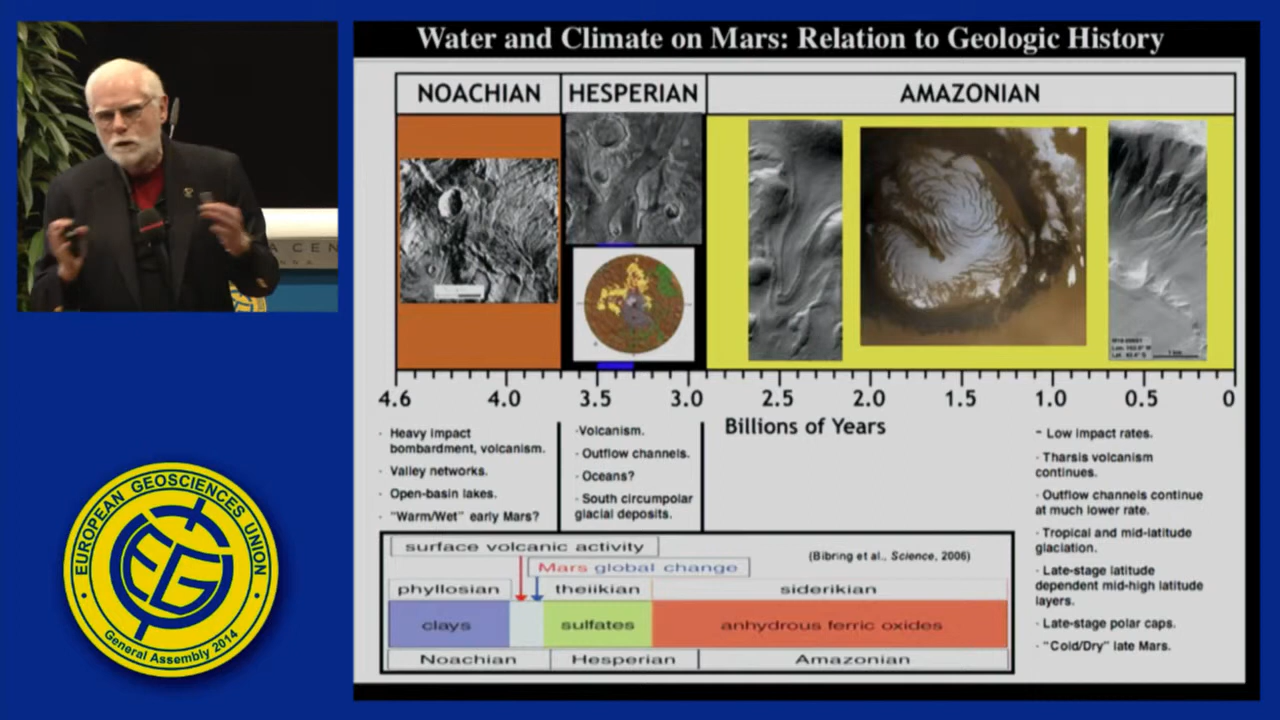 Water and Climate on Mars: Relation to Geologic History
NOACHIAN
HESPERIAN
AMAZONIAN
4.6
4.0
3.5
3.0
2.5
2.0
1.5
1.0
0.5
0
Billions of Years
· Heavy impact
bombardment, volcanism.
· Valley networks.
· Open-basin lakes.
· "Warm/Wet" early Mars?
·Volcanism.
· Outflow channels.
· Oceans?
· South circumpolar
glacial deposits.
- Low impact rates.
· Tharsis volcanism
continues.
· Outflow channels continue
at much lower rate.
· Tropical and mid-latitude
glaciation.
· Late-stage latitude
dependent mid-high latitude
layers.
· Late-stage polar caps.
· "Cold/Dry" late Mars.
surface volcanic activity
(Bibring et al., Science, 2006)
Mars global change
phyllosian
theiikian
siderikian
clays
sulfates
anhydrous ferric oxides
Noachian
Hesperian
Amazonian
A CEN
EUROPEAN GEOSCIENCES UNION
EGU
General Assembly 2014